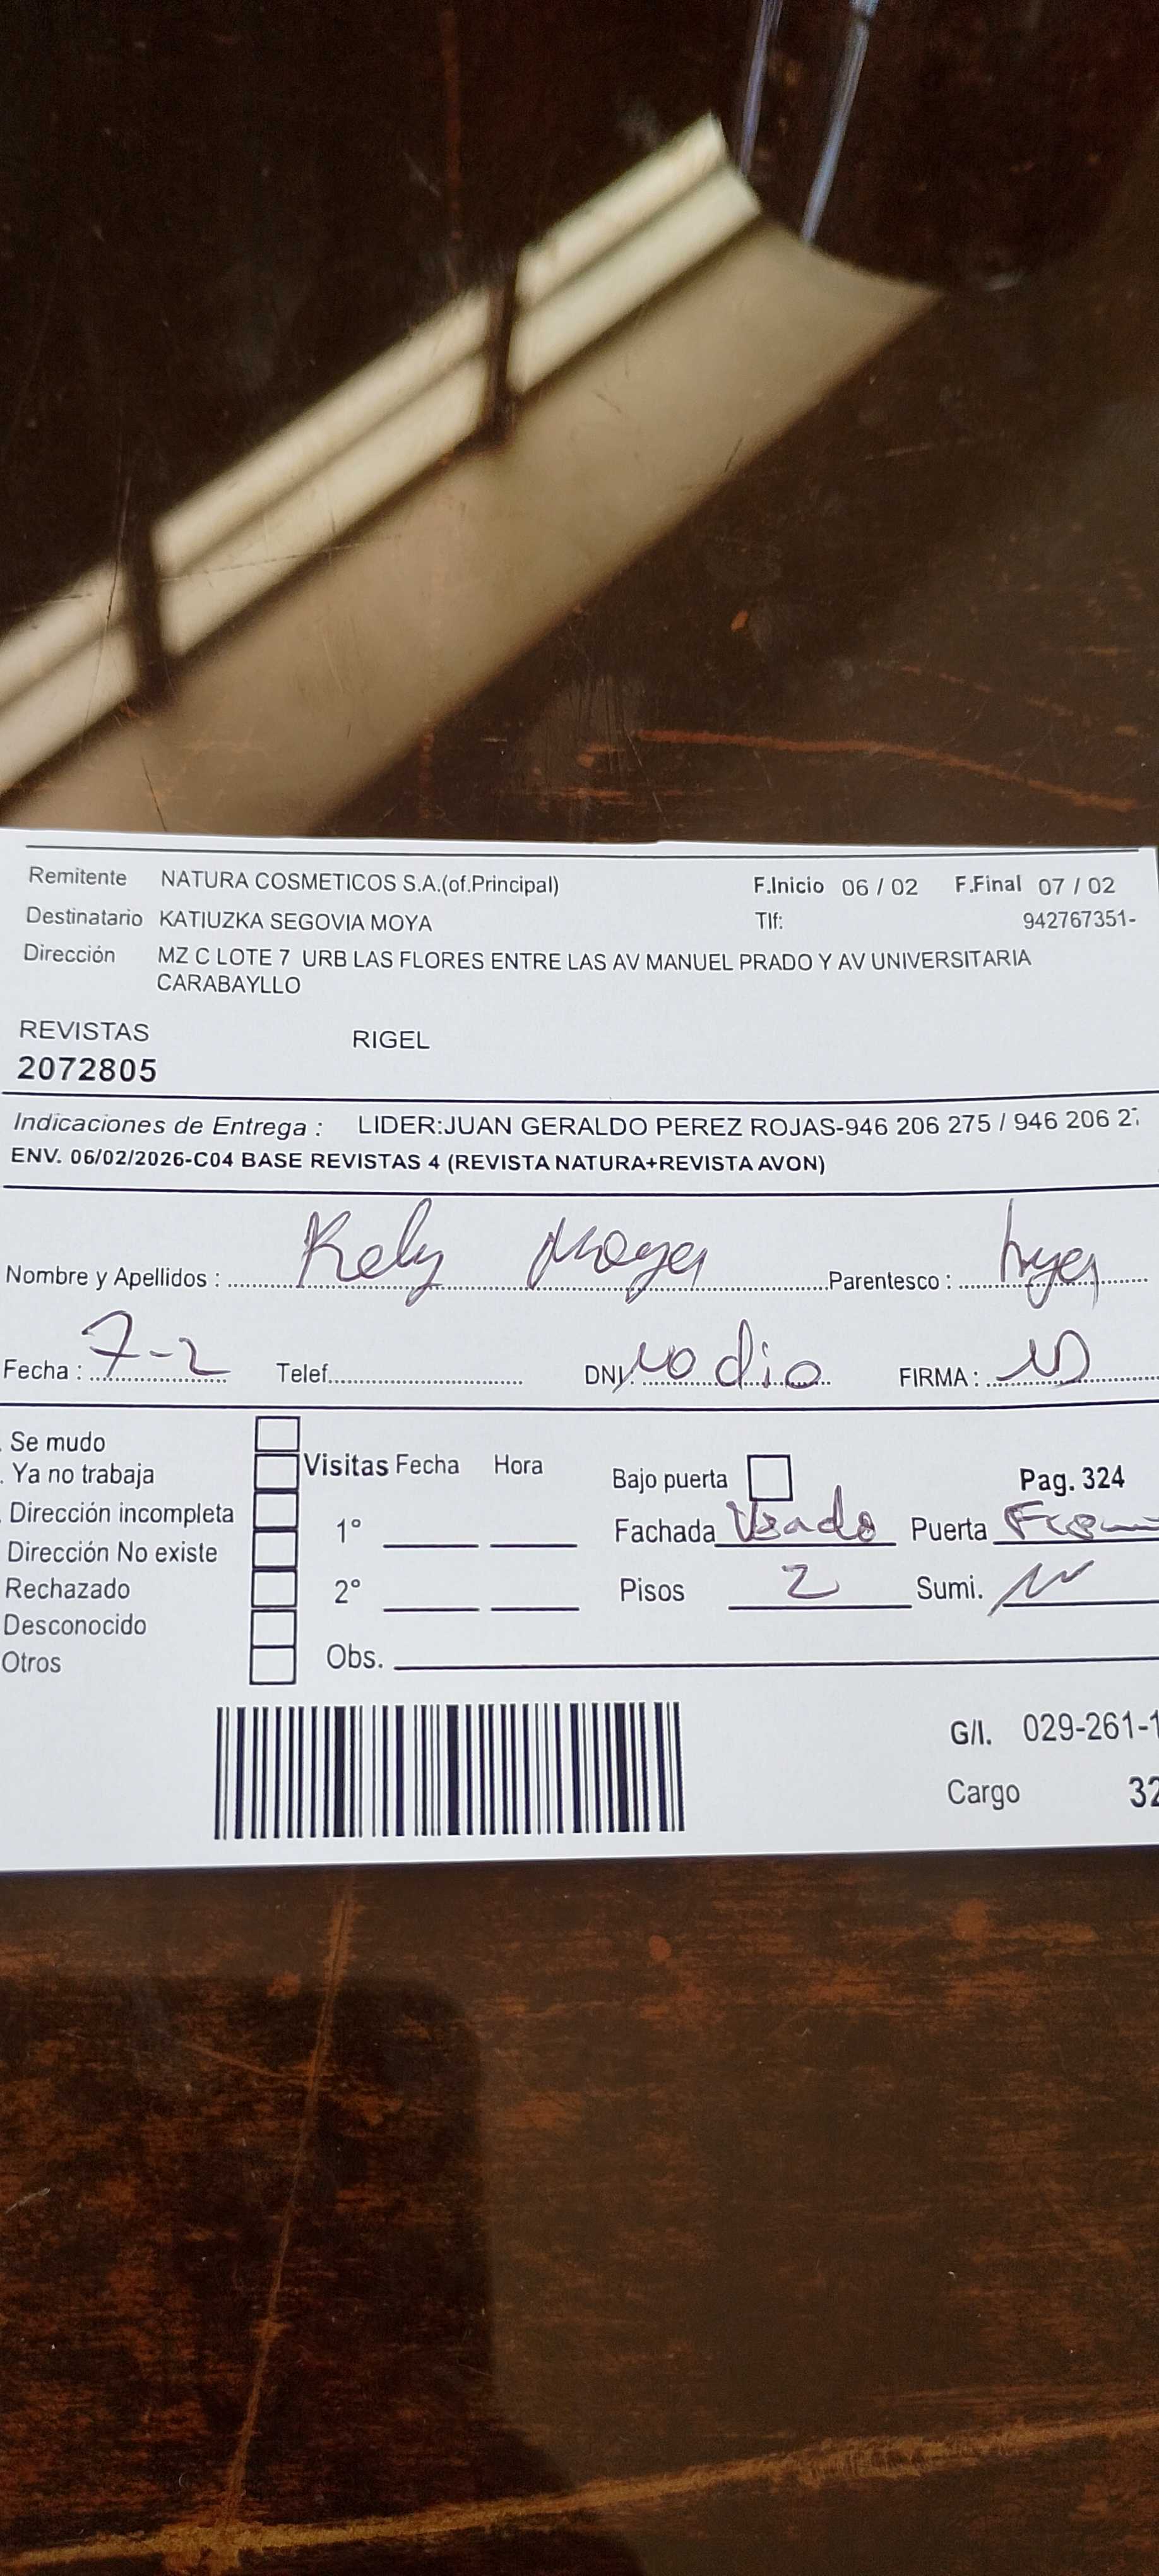 Remitente NATURA COSMETICOS S.A.(of.Principal) F.Inicio 06 / 02 F.Final 07 / 02
Destinatario KATIUZKA SEGOVIA MOYA Tlf: 942767351-
Dirección MZ C LOTE 7 URB LAS FLORES ENTRE LAS AV MANUEL PRADO Y AV UNIVERSITARIA
CARABAYLLO
REVISTAS RIGEL
2072805
Indicaciones de Entrega : LIDER:JUAN GERALDO PEREZ ROJAS-946 206 275 / 946 206 2
ENV. 06/02/2026-C04 BASE REVISTAS 4 (REVISTA NATURA+REVISTA AVON)
Nombre y Apellidos : Kely Moya Parentesco :
Fecha : 7-2 Telef. DNI: no dio FIRMA :
Se mudo
Ya no trabaja Visitas Fecha Hora Bajo puerta Pag. 324
Dirección incompleta 1° Fachada Puerta
Dirección No existe
Rechazado 2° Pisos 2 Sumi.
Desconocido
Otros Obs.
G/I. 029-261-1
Cargo 32